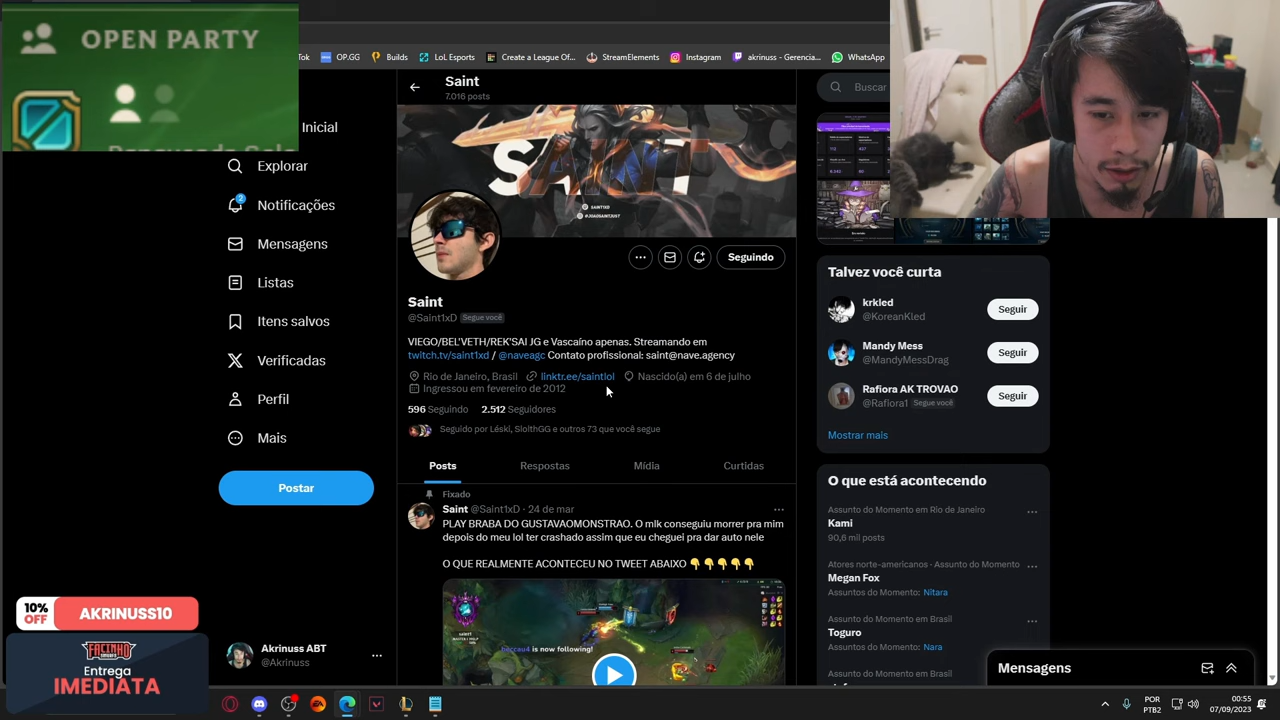 OPEN PARTY
Tok
OP.GG
Builds
LoL Esports
Create a League Of...
StreamElements
Instagram
akrinuss - Gerencia...
WhatsApp
Saint
7.016 posts
Buscar
Inicial
Explorar
2
Notificações
Mensagens
Listas
Itens salvos
Verificadas
Perfil
Mais
Postar
SAINT
SAINT1XD
@JOAOSAINTJUST
Seguindo
Saint
@Saint1xD Segue você
VIEGO/BEL'VETH/REK'SAI JG e Vascaíno apenas. Streamando em
twitch.tv/saint1xd / @naveagc Contato profissional: saint@nave.agency
Rio de Janeiro, Brasil linktr.ee/saintlol Nascido(a) em 6 de julho
Ingressou em fevereiro de 2012
596 Seguindo 2.512 Seguidores
Seguido por Léski, SlolthGG e outros 73 que você segue
Posts Respostas Mídia Curtidas
Fixado
Saint @Saint1xD · 24 de mar
PLAY BRABA DO GUSTAVAOMONSTRAO. O mlk conseguiu morrer pra mim
depois do meu lol ter crashado assim que eu cheguei pra dar auto nele
O QUE REALMENTE ACONTECEU NO TWEET ABAIXO 👇👇👇👇👇
is now following!
Talvez você curta
krkled
@KoreanKled
Seguir
Mandy Mess
@MandyMessDrag
Seguir
Rafiora AK TROVAO
@Rafiora1 Segue você
Seguir
Mostrar mais
O que está acontecendo
Assunto do Momento em Rio de Janeiro
Kami
90,6 mil posts
Atores norte-americanos · Assunto do Momento
Megan Fox
Assuntos do Momento: Nitara
Assunto do Momento em Brasil
Toguro
Assuntos do Momento: Nara
Assunto do Momento em Brasil
Mensagens
10%
OFF
AKRINUSS10
FACINHO
Entrega
IMEDIATA
Akrinuss ABT
@Akrinuss
POR
PTB2
00:55
07/09/2023